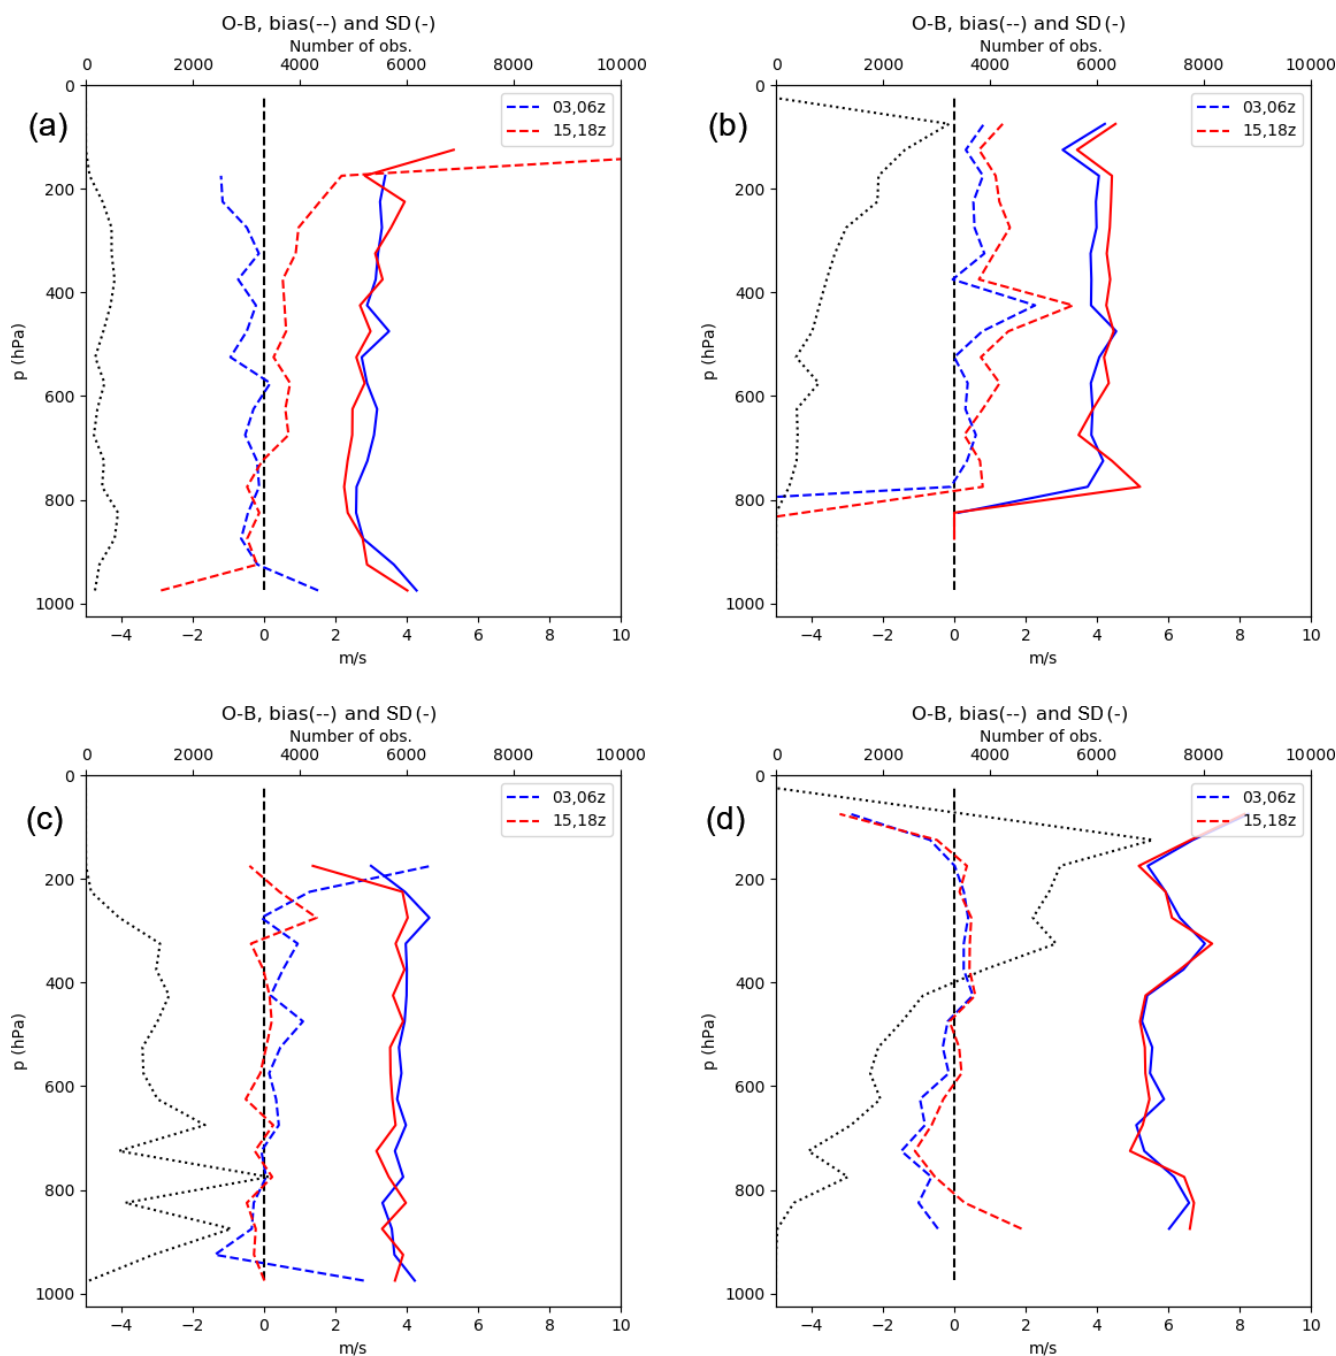 O-B, bias(--) and SD(-)
Number of obs.
0 2000 4000 6000 8000 10000
(a)
03,06z
15,18z
0
200
400
600
800
1000
p (hPa)
−4 −2 0 2 4 6 8 10
m/s
O-B, bias(--) and SD(-)
Number of obs.
0 2000 4000 6000 8000 10000
(b)
03,06z
15,18z
0
200
400
600
800
1000
p (hPa)
−4 −2 0 2 4 6 8 10
m/s
O-B, bias(--) and SD(-)
Number of obs.
0 2000 4000 6000 8000 10000
(c)
03,06z
15,18z
0
200
400
600
800
1000
p (hPa)
−4 −2 0 2 4 6 8 10
m/s
O-B, bias(--) and SD(-)
Number of obs.
0 2000 4000 6000 8000 10000
(d)
03,06z
15,18z
0
200
400
600
800
1000
p (hPa)
−4 −2 0 2 4 6 8 10
m/s